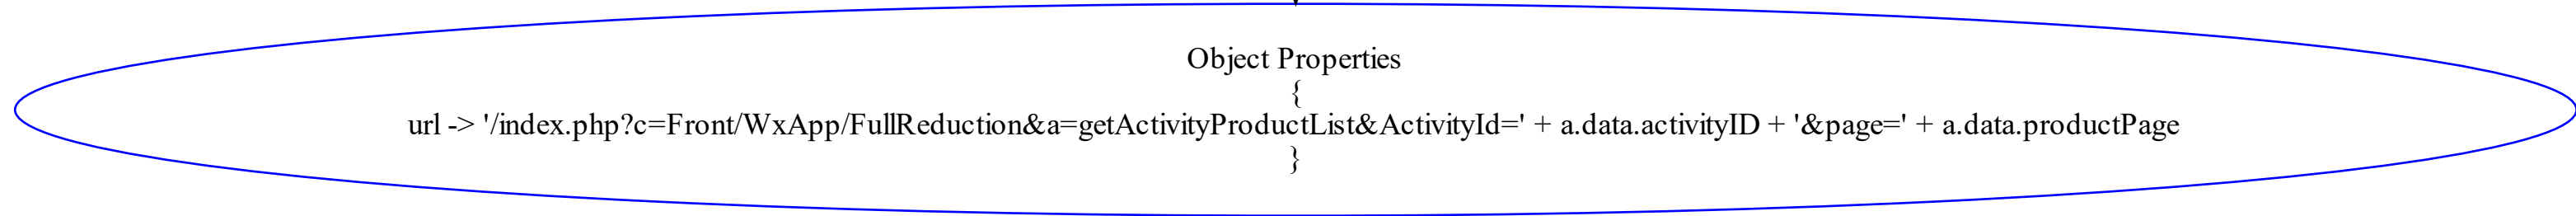 Object Properties
{
url -> '/index.php?c=Front/WxApp/FullReduction&a=getActivityProductList&ActivityId=' + a.data.activityID + '&page=' + a.data.productPage
}